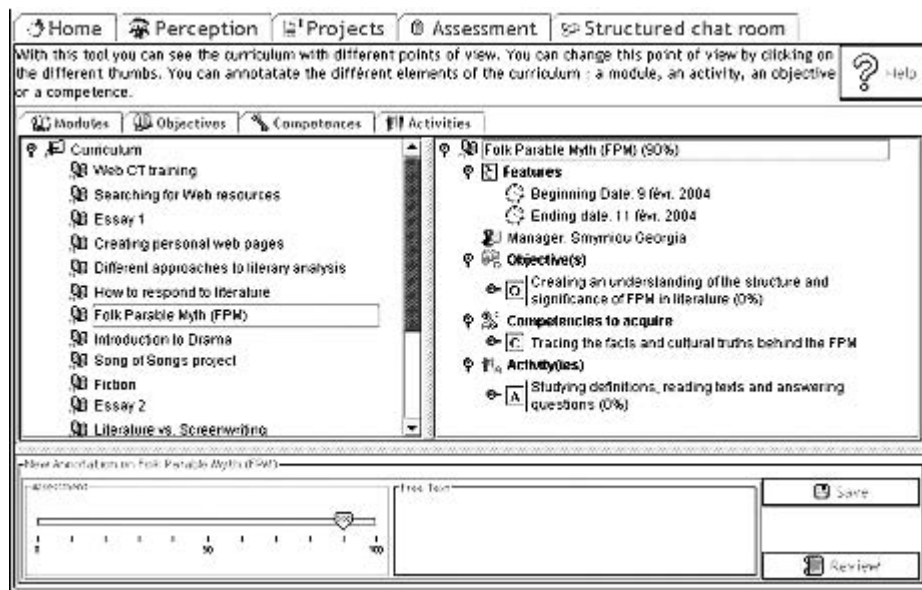 Home Perception Projects Assessment Structured chat room
With this tool you can see the curriculum with different points of view. You can change this point of view by clicking on
the different thumbs. You can annotatate the différent elements of the curriculum : a module, an activity, an objective
or a competence.
Help
Modules Objectives Competences Activities
Curriculum
Web CT training
Searching for Web resources
Essay 1
Creating personal web pages
Different approaches to literary analysis
How to respond to literature
Folk Parable Myth (FPM)
Introduction to Drama
Song of Songs project
Fiction
Essay 2
Literature vs. Screenwriting
Folk Parable Myth (FPM) (90%)
Features
Beginning Date. 9 févr. 2004
Ending date. 11 févr. 2004
Manager. Smyrniou Georgia
Objective(s)
O Creating an understanding of the structure and
significance of FPM in literature (0%)
Competencies to acquire
C Tracing the facts and cultural truths behind the FPM
Activity(ies)
A Studying definitions, reading texts and answering
questions (0%)
New Annotation on Folk Parable Myth (FPM)
Assessment
0 50 100
Free Text
Save
Review